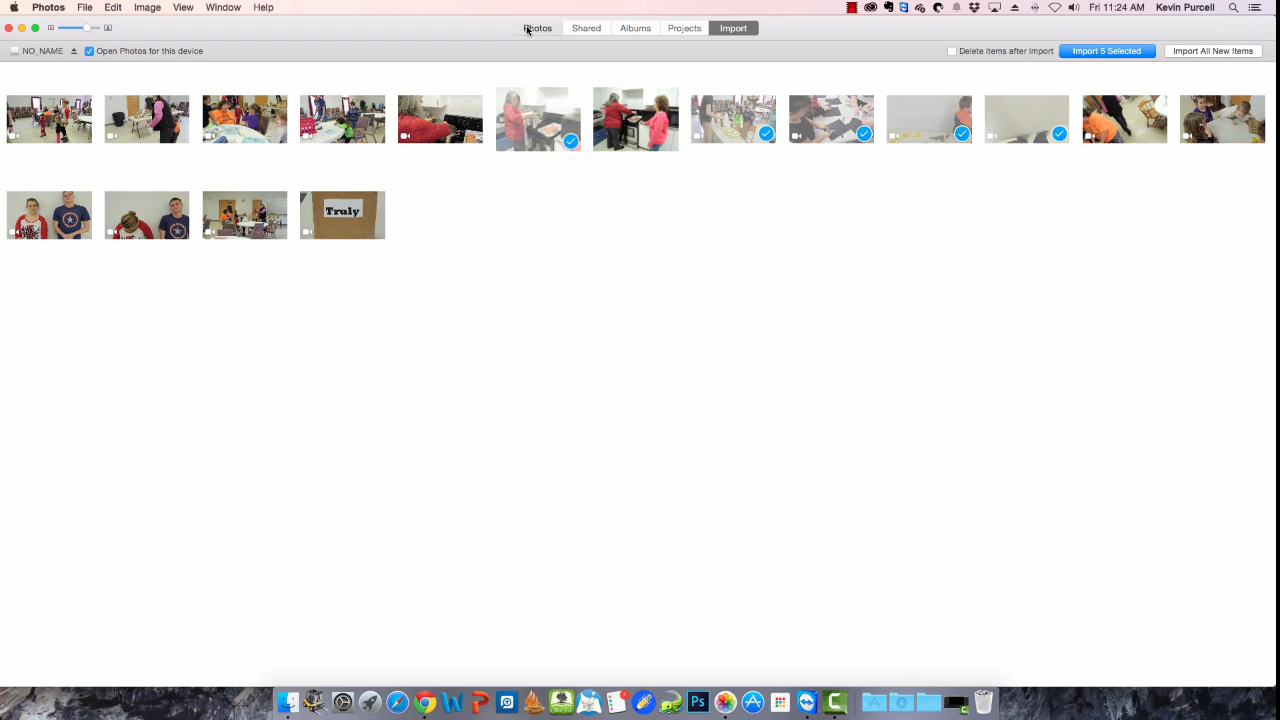 Photos File Edit Image View Window Help Fri 11:24 AM Kevin Purcell
Photos Shared Albums Projects Import
NO_NAME Open Photos for this device Delete items after import Import 5 Selected Import All New Items
Truly
Ps